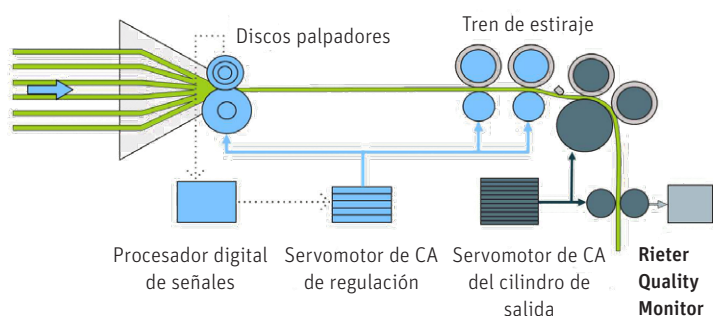 Discos palpadores
Tren de estiraje
Procesador digital
de señales
Servomotor de CA
de regulación
Servomotor de CA
del cilindro de
salida
Rieter
Quality
Monitor